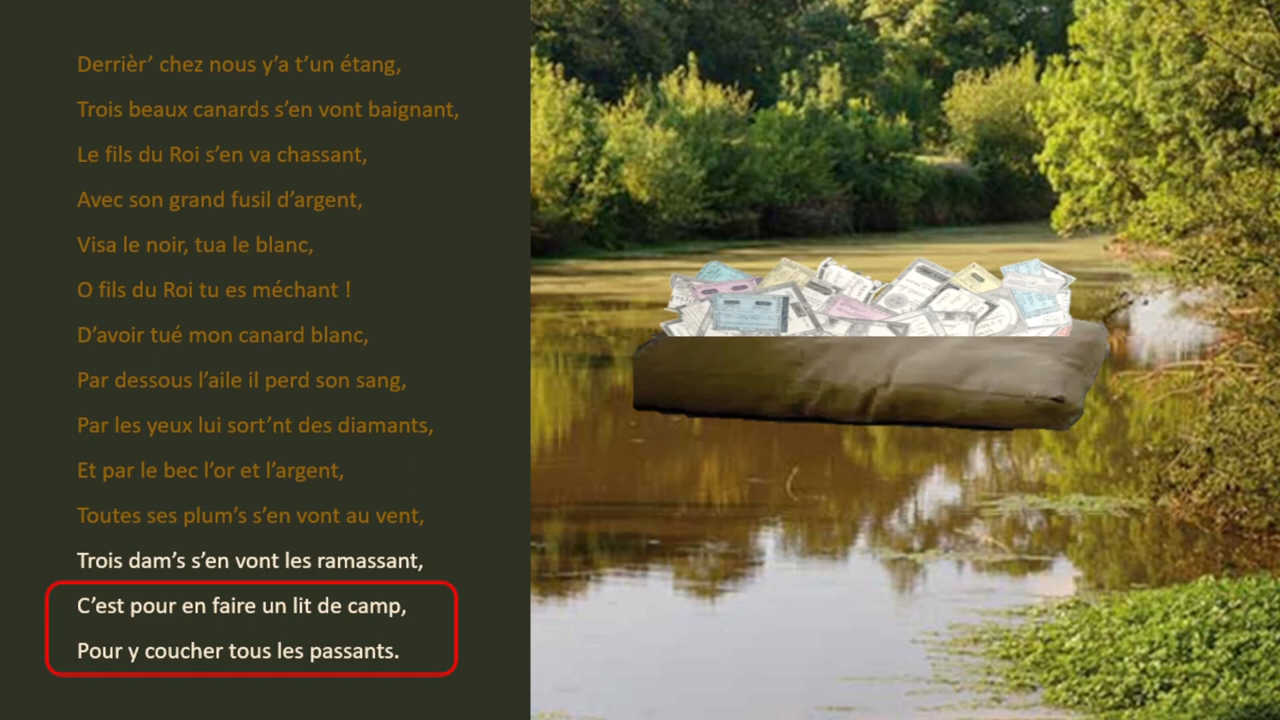 Derrièr’ chez nous y’a t’un étang,
Trois beaux canards s’en vont baignant,
Le fils du Roi s’en va chassant,
Avec son grand fusil d’argent,
Visa le noir, tua le blanc,
O fils du Roi tu es méchant !
D’avoir tué mon canard blanc,
Par dessous l’aile il perd son sang,
Par les yeux lui sort’nt des diamants,
Et par le bec l’or et l’argent,
Toutes ses plum’s s’en vont au vent,
Trois dam’s s’en vont les ramassant,
C’est pour en faire un lit de camp,
Pour y coucher tous les passants.